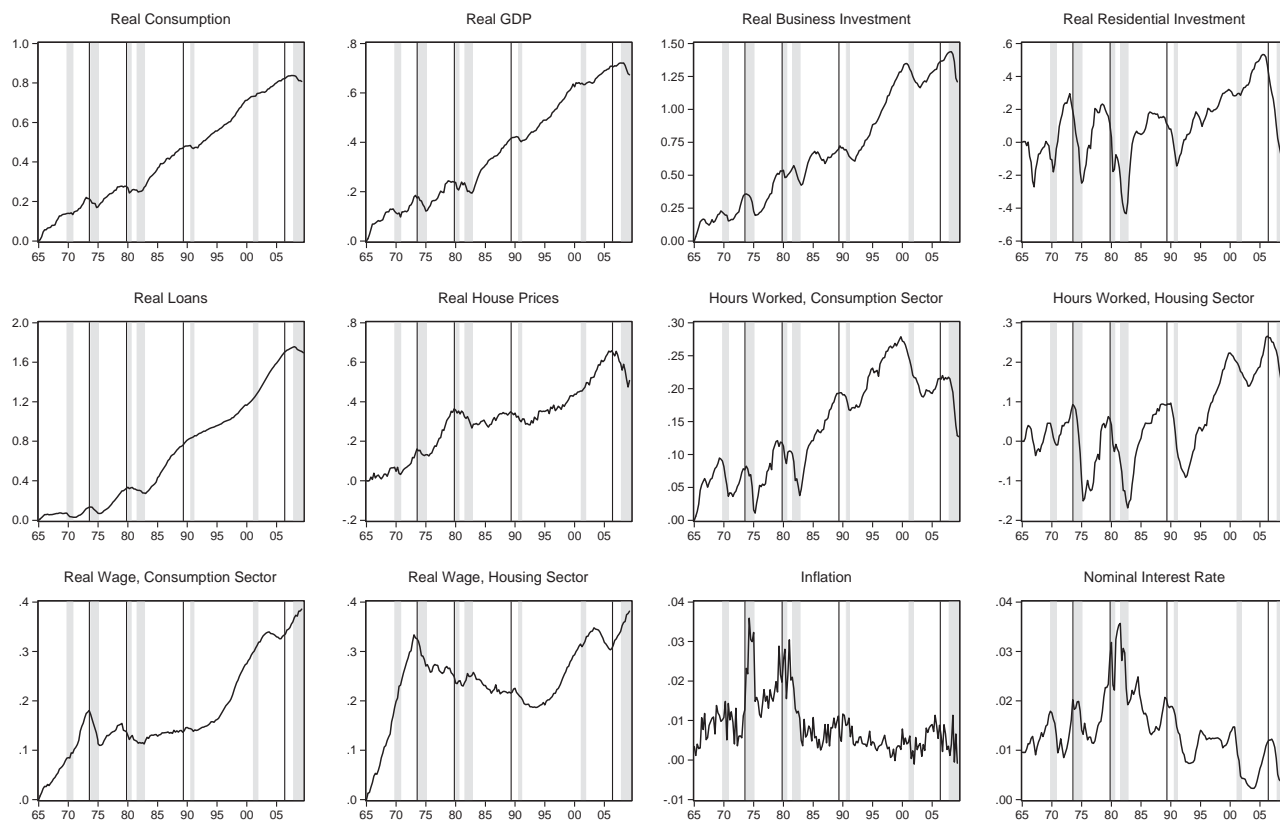 Real Consumption
1.0
0.8
0.6
0.4
0.2
0.0
65 70 75 80 85 90 95 00 05
Real GDP
.8
.6
.4
.2
.0
65 70 75 80 85 90 95 00 05
Real Business Investment
1.50
1.25
1.00
0.75
0.50
0.25
0.00
65 70 75 80 85 90 95 00 05
Real Residential Investment
.6
.4
.2
.0
-.2
-.4
-.6
65 70 75 80 85 90 95 00 05
Real Loans
2.0
1.6
1.2
0.8
0.4
0.0
65 70 75 80 85 90 95 00 05
Real House Prices
.8
.6
.4
.2
.0
-.2
65 70 75 80 85 90 95 00 05
Hours Worked, Consumption Sector
.30
.25
.20
.15
.10
.05
.00
65 70 75 80 85 90 95 00 05
Hours Worked, Housing Sector
.3
.2
.1
.0
-.1
-.2
65 70 75 80 85 90 95 00 05
Real Wage, Consumption Sector
.4
.3
.2
.1
.0
65 70 75 80 85 90 95 00 05
Real Wage, Housing Sector
.4
.3
.2
.1
.0
65 70 75 80 85 90 95 00 05
Inflation
.04
.03
.02
.01
.00
-.01
65 70 75 80 85 90 95 00 05
Nominal Interest Rate
.04
.03
.02
.01
.00
65 70 75 80 85 90 95 00 05